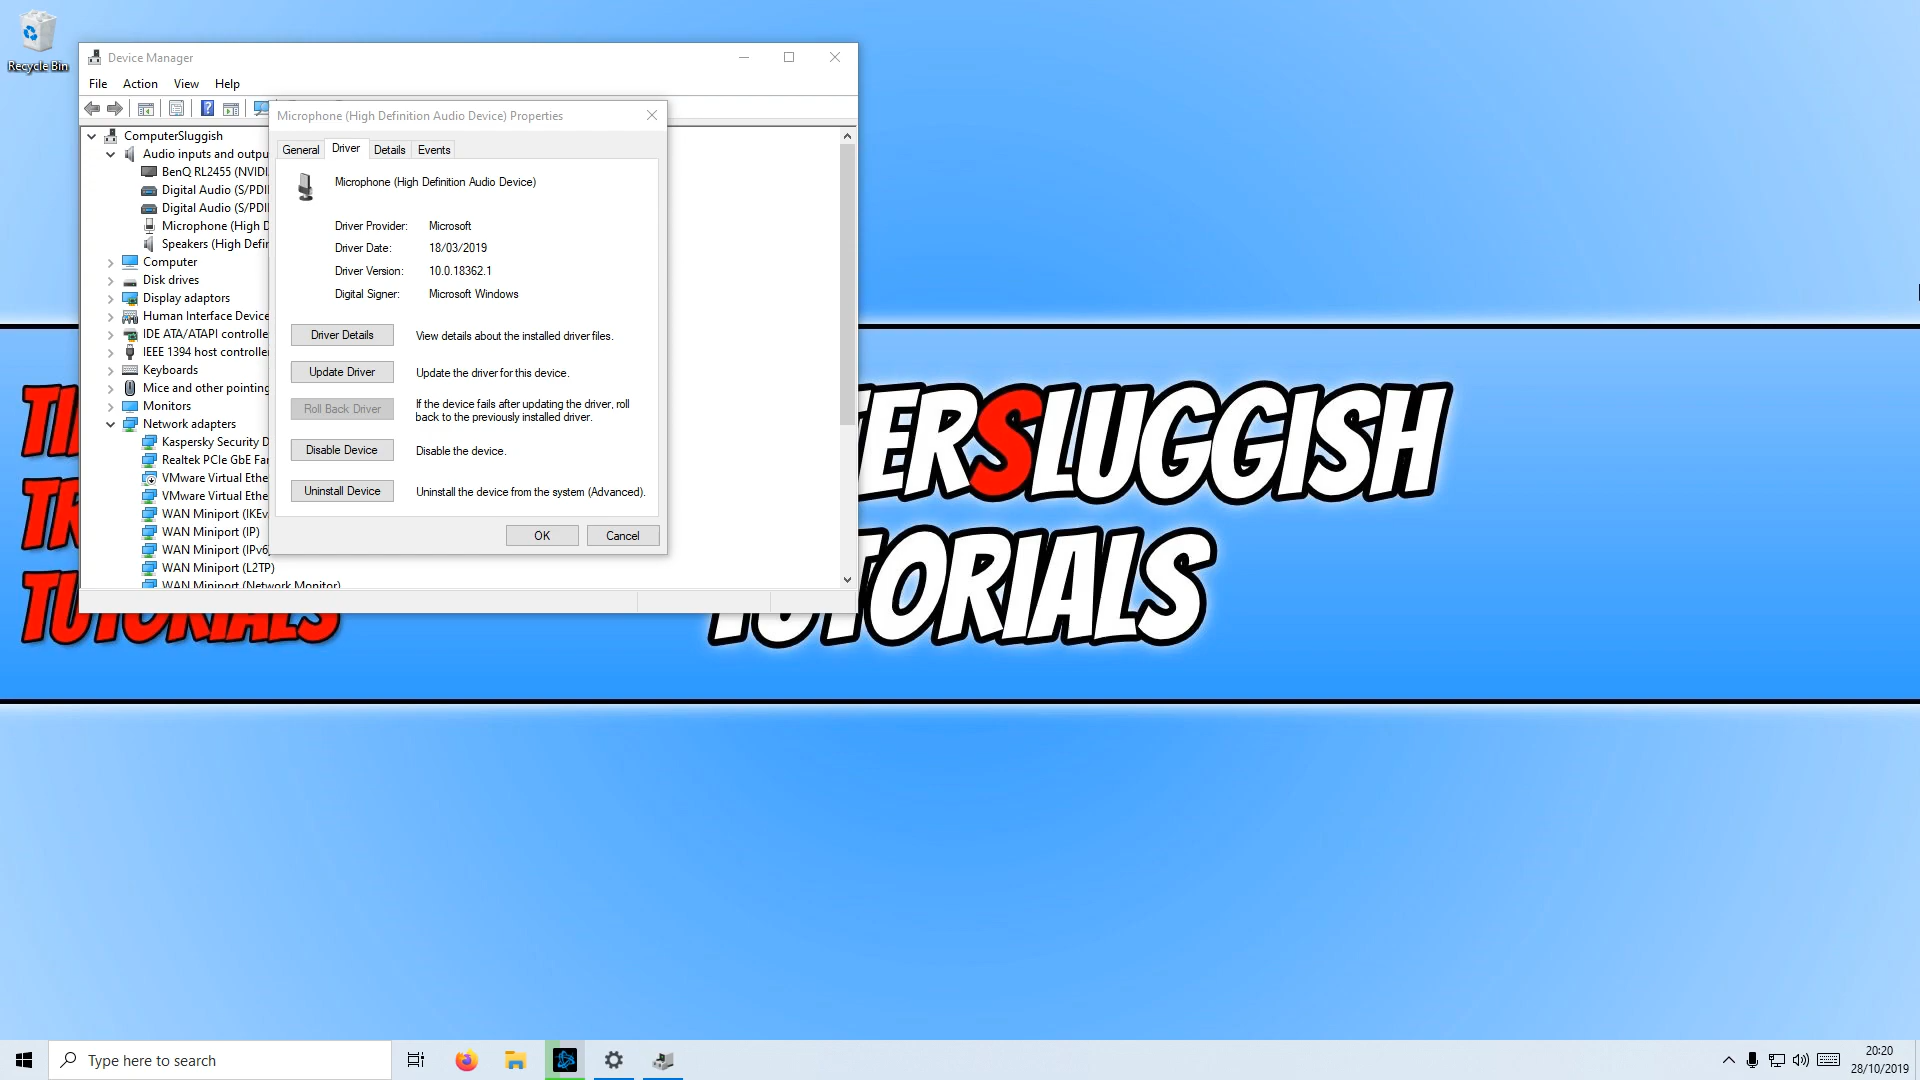 Recycle Bin
Device Manager
File Action View Help
ComputerSluggish
Audio inputs and outpu
BenQ RL2455 (NVIDI
Digital Audio (S/PDI
Digital Audio (S/PDI
Microphone (High D
Speakers (High Defin
Computer
Disk drives
Display adaptors
Human Interface Device
IDE ATA/ATAPI controlle
IEEE 1394 host controller
Keyboards
Mice and other pointing
Monitors
Network adapters
Kaspersky Security D
Realtek PCIe GbE Fam
VMware Virtual Ethe
VMware Virtual Ethe
WAN Miniport (IKEv
WAN Miniport (IP)
WAN Miniport (IPv6)
WAN Miniport (L2TP)
WAN Miniport (Network Monitor)
Microphone (High Definition Audio Device) Properties
General Driver Details Events
Microphone (High Definition Audio Device)
Driver Provider: Microsoft
Driver Date: 18/03/2019
Driver Version: 10.0.18362.1
Digital Signer: Microsoft Windows
Driver Details View details about the installed driver files.
Update Driver Update the driver for this device.
Roll Back Driver If the device fails after updating the driver, roll
back to the previously installed driver.
Disable Device Disable the device.
Uninstall Device Uninstall the device from the system (Advanced).
OK Cancel
TI
TR
TUTORIALS
ERSLUGGISH
TUTORIALS
Type here to search
20:20
28/10/2019